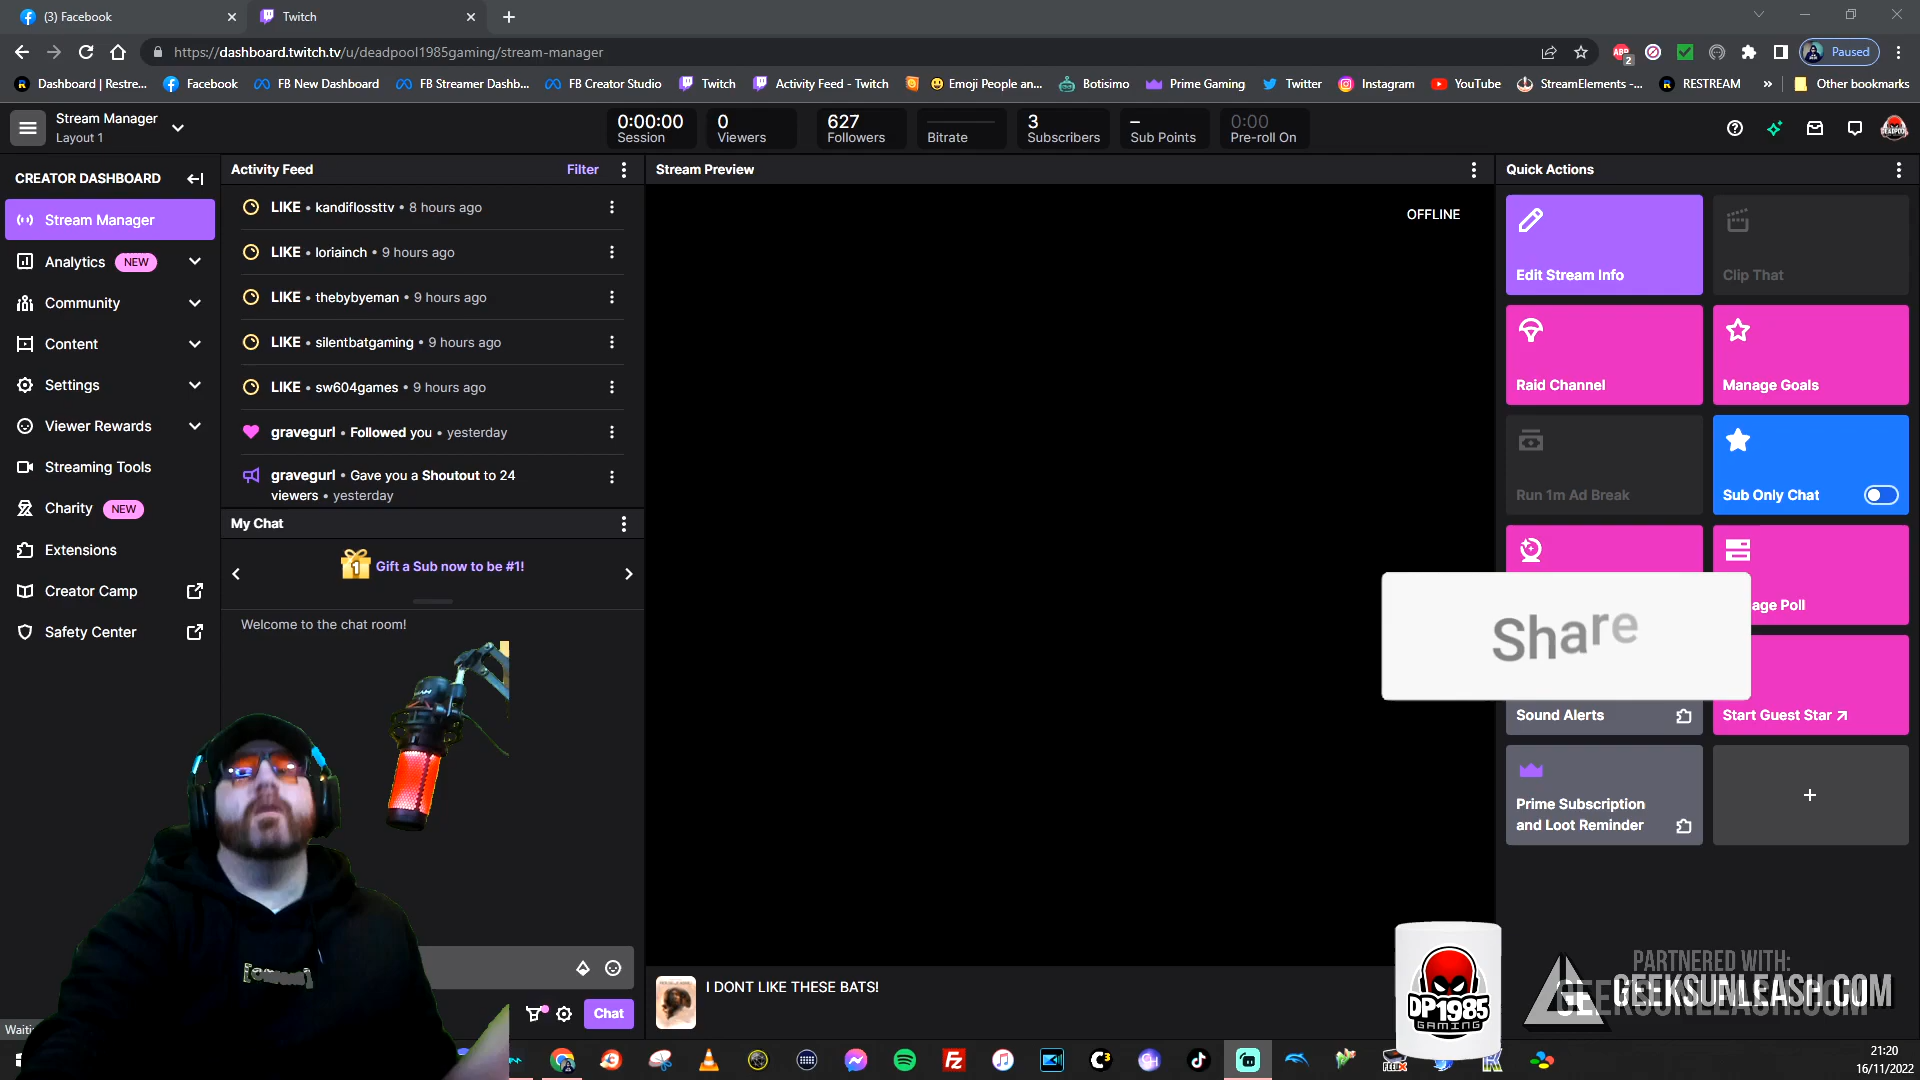 (3) Facebook
Twitch
https://dashboard.twitch.tv/u/deadpool1985gaming/stream-manager
ABP
2
Paused
Dashboard | Restre...
Facebook
FB New Dashboard
FB Streamer Dashb...
FB Creator Studio
Twitch
Activity Feed - Twitch
Emoji People an...
Botisimo
Prime Gaming
Twitter
Instagram
YouTube
StreamElements -...
RESTREAM
»
Other bookmarks
Stream Manager
Layout 1
0:00:00
Session
0
Viewers
627
Followers
Bitrate
3
Subscribers
–
Sub Points
0:00
Pre-roll On
CREATOR DASHBOARD
Stream Manager
Analytics NEW
Community
Content
Settings
Viewer Rewards
Streaming Tools
Charity NEW
Extensions
Creator Camp
Safety Center
Activity Feed
Filter
LIKE • kandiflossttv • 8 hours ago
LIKE • loriainch • 9 hours ago
LIKE • thebybyeman • 9 hours ago
LIKE • silentbatgaming • 9 hours ago
LIKE • sw604games • 9 hours ago
gravegurl • Followed you • yesterday
gravegurl • Gave you a Shoutout to 24
viewers • yesterday
My Chat
1
Gift a Sub now to be #1!
Welcome to the chat room!
Chat
Stream Preview
OFFLINE
I DONT LIKE THESE BATS!
Quick Actions
Edit Stream Info
Clip That
Raid Channel
Manage Goals
Run 1m Ad Break
Sub Only Chat
age Poll
Share
Sound Alerts
Start Guest Star
Prime Subscription
and Loot Reminder
+
DP1985
GAMING
PARTNERED WITH:
GEEKSUNLEASH.COM
21:20
16/11/2022